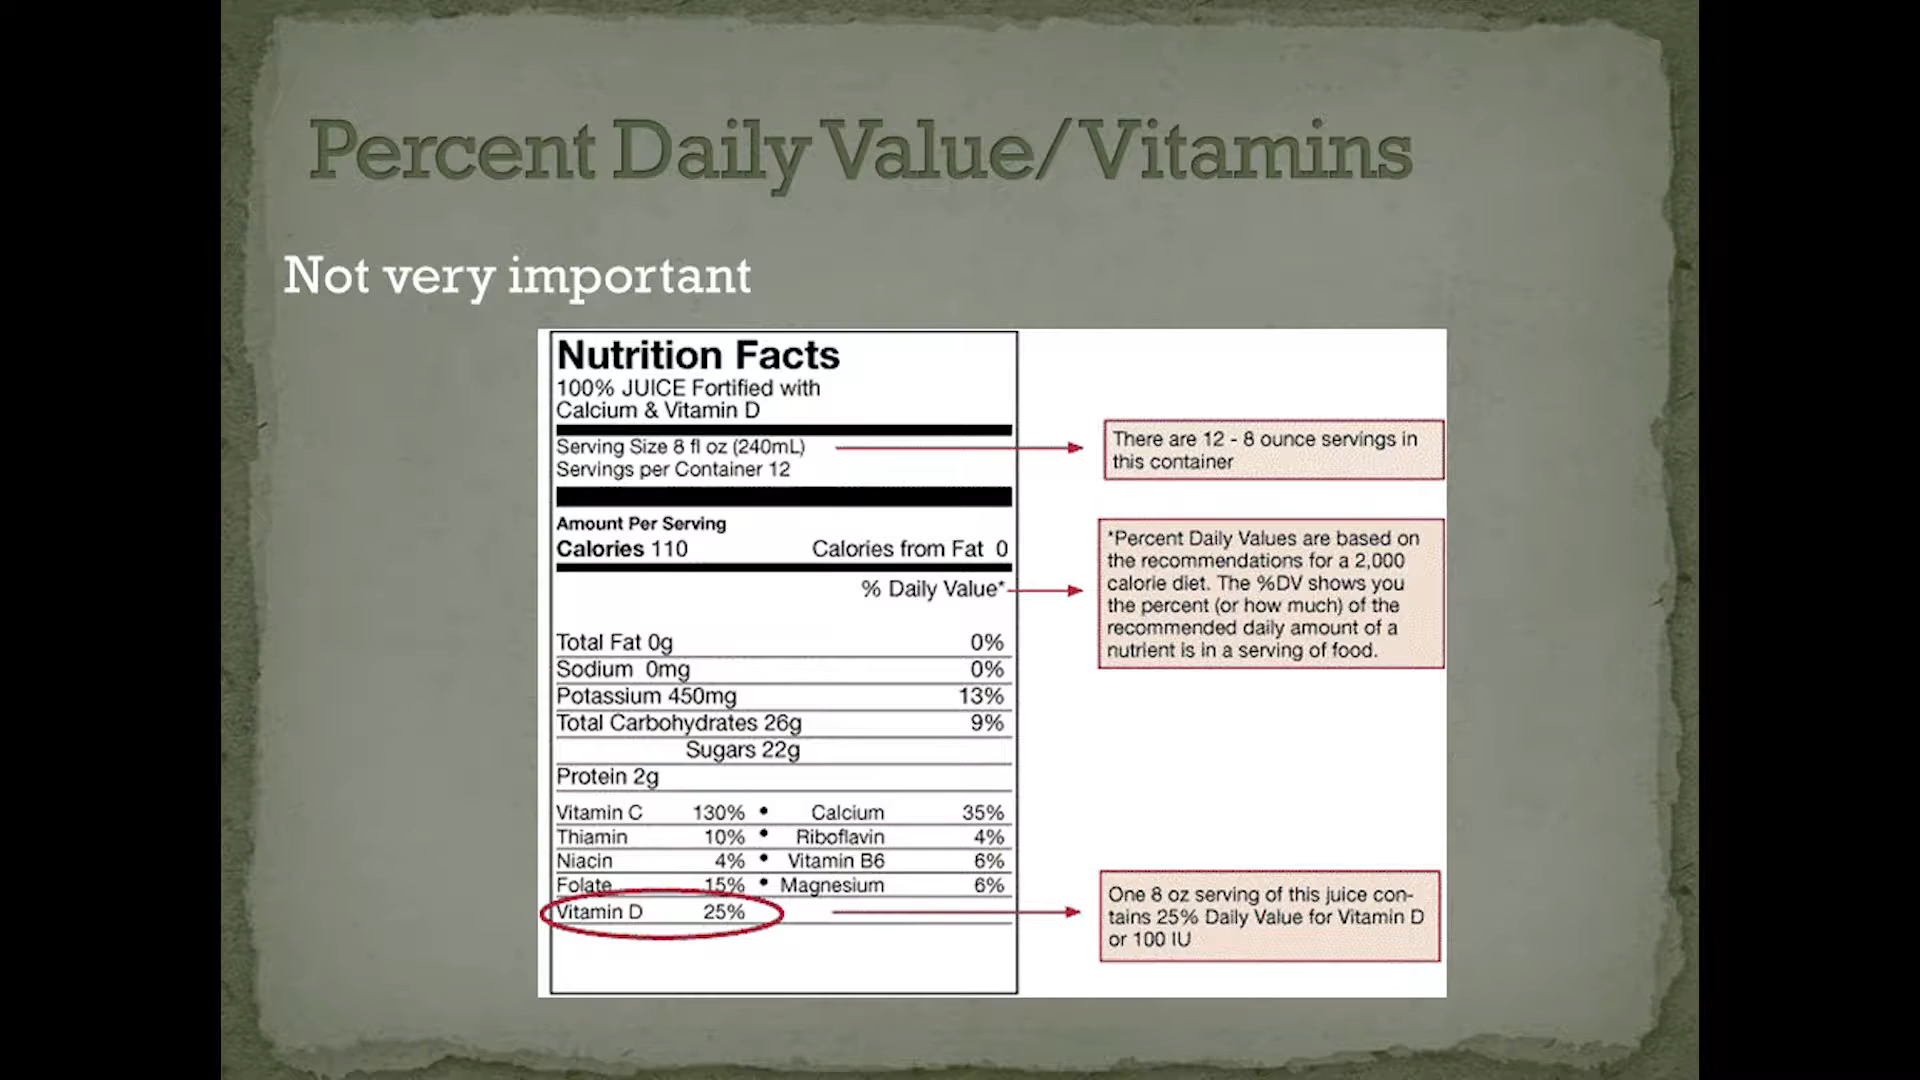 Percent Daily Value/Vitamins
Not very important
Nutrition Facts
100% JUICE Fortified with
Calcium & Vitamin D
Serving Size 8 fl oz (240mL)
Servings per Container 12
There are 12 - 8 ounce servings in
this container
Amount Per Serving
Calories 110 Calories from Fat 0
% Daily Value*
*Percent Daily Values are based on
the recommendations for a 2,000
calorie diet. The %DV shows you
the percent (or how much) of the
recommended daily amount of a
nutrient is in a serving of food.
Total Fat 0g 0%
Sodium 0mg 0%
Potassium 450mg 13%
Total Carbohydrates 26g 9%
Sugars 22g
Protein 2g
Vitamin C 130% • Calcium 35%
Thiamin 10% • Riboflavin 4%
Niacin 4% • Vitamin B6 6%
Folate 15% • Magnesium 6%
Vitamin D 25%
One 8 oz serving of this juice con-
tains 25% Daily Value for Vitamin D
or 100 IU